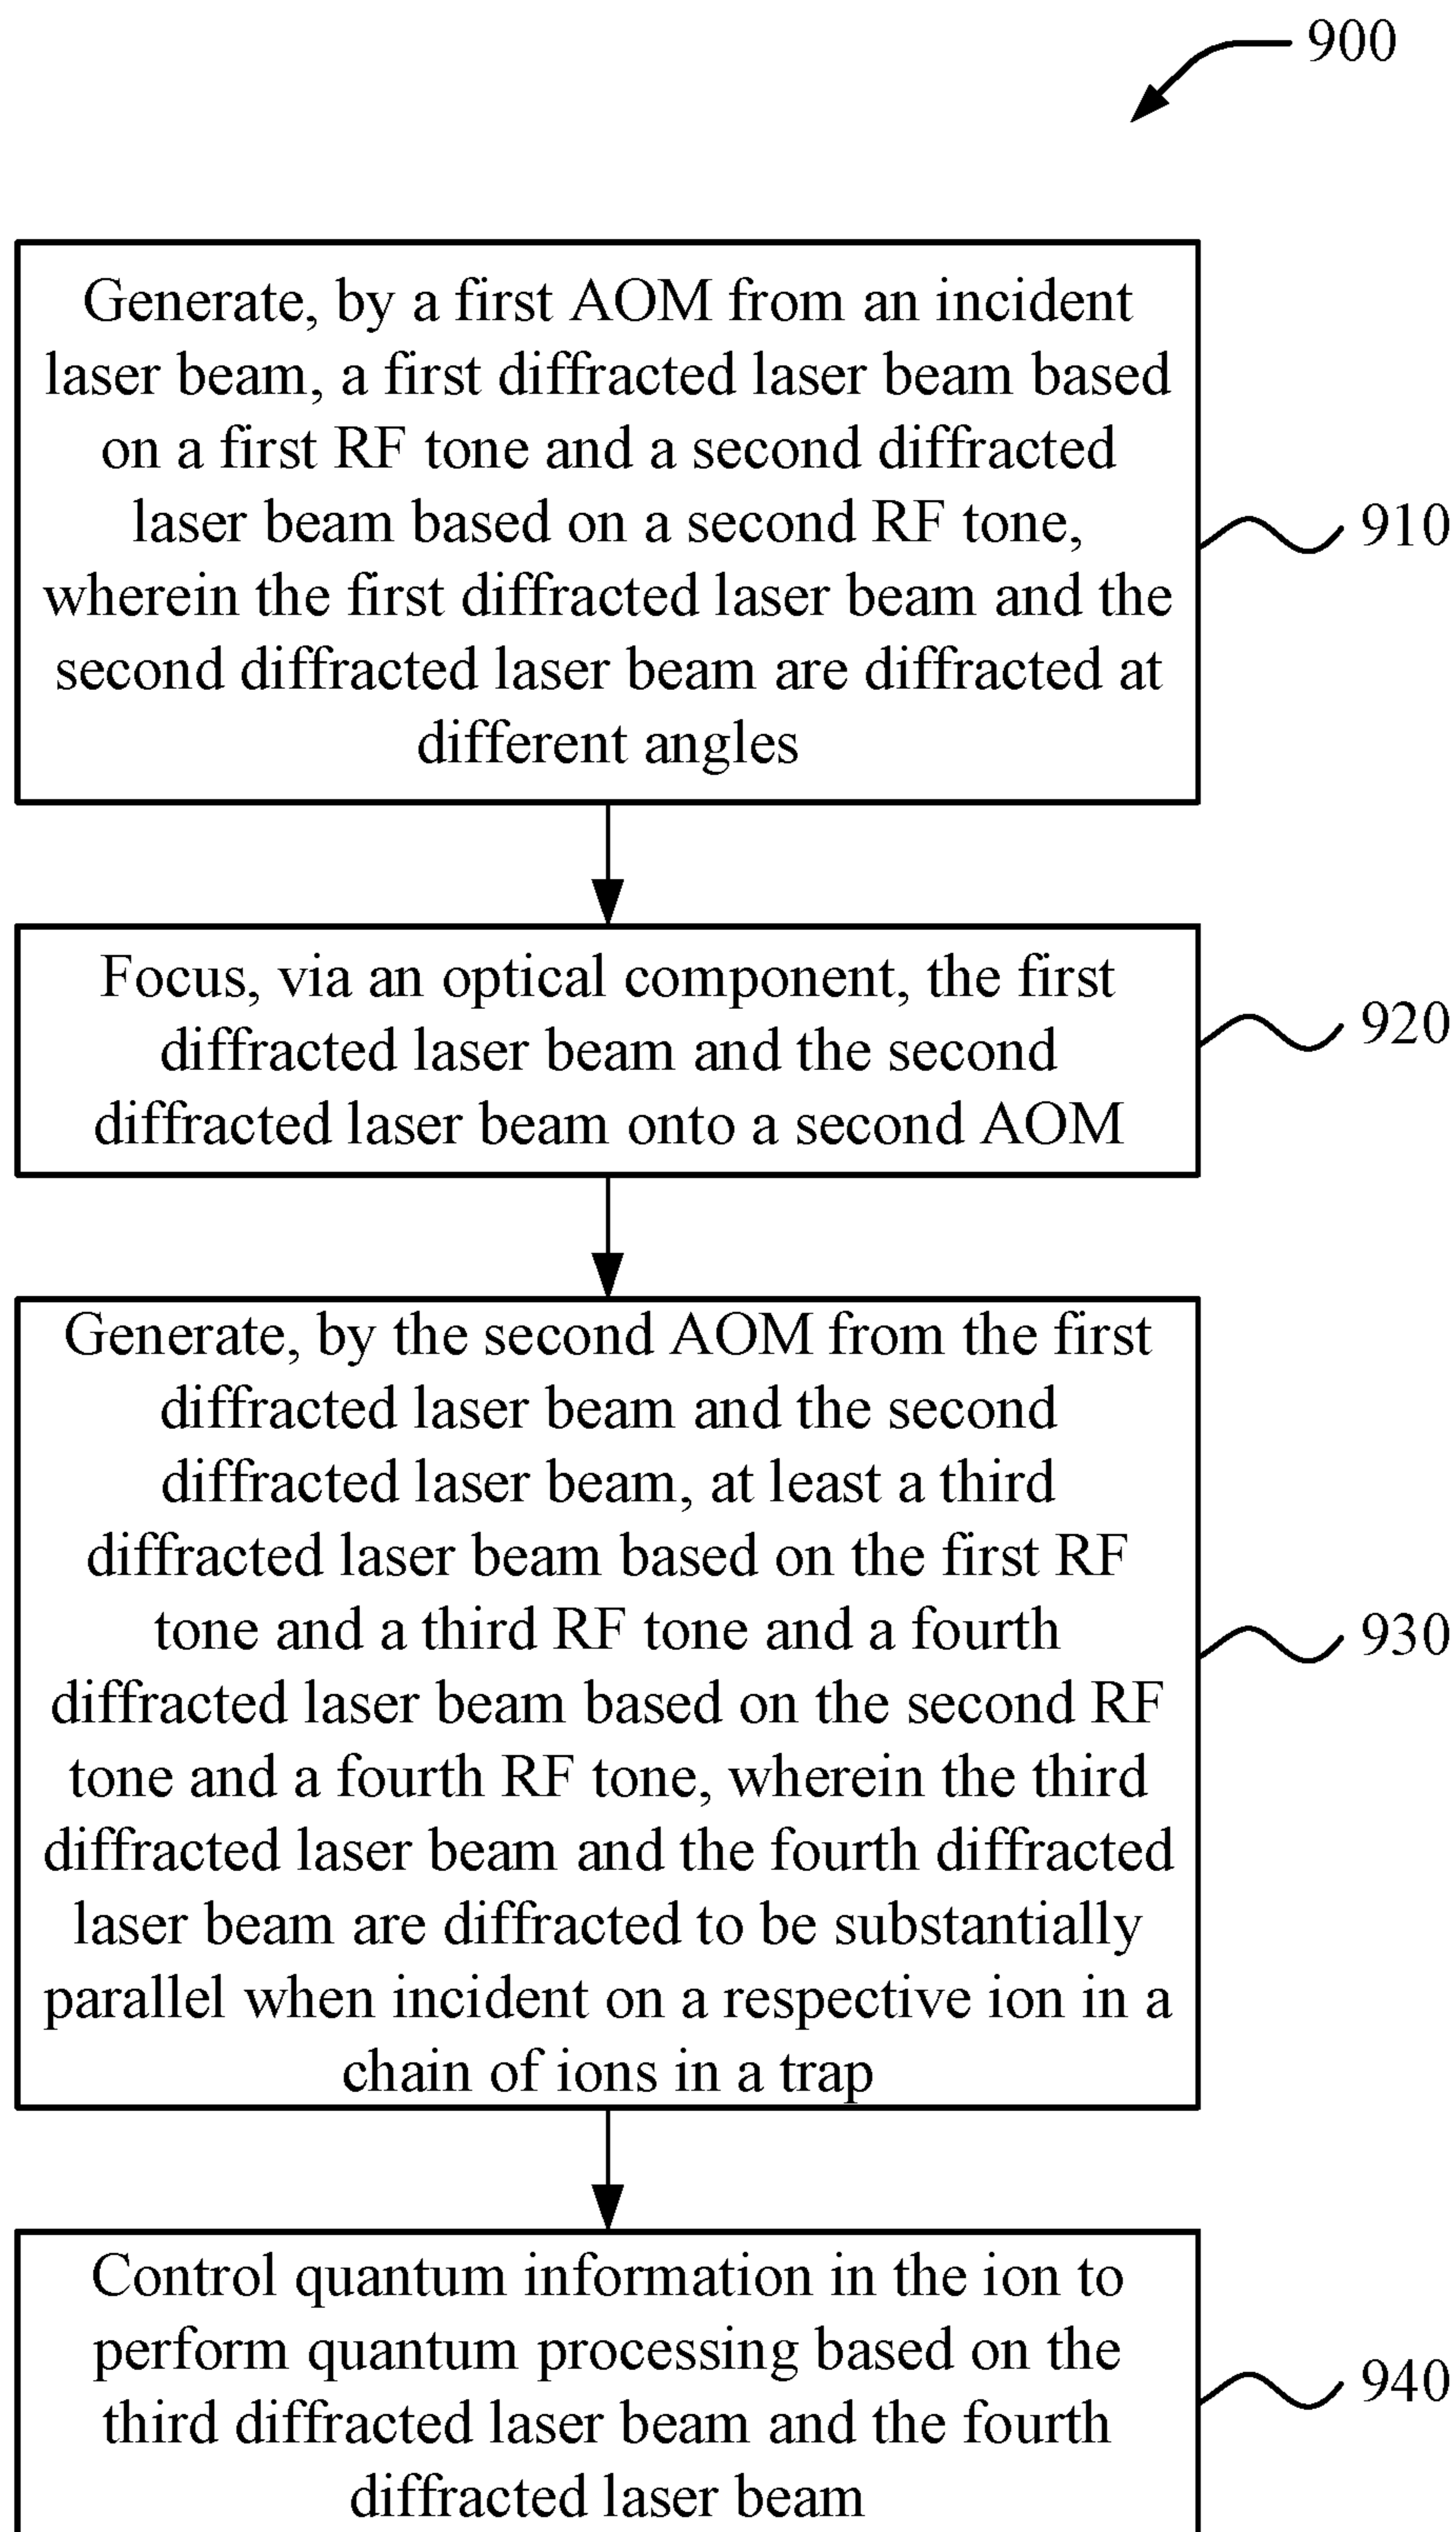 900
Generate, by a first AOM from an incident
laser beam, a first diffracted laser beam based
on a first RF tone and a second diffracted
laser beam based on a second RF tone,
wherein the first diffracted laser beam and the
second diffracted laser beam are diffracted at
different angles
910
Focus, via an optical component, the first
diffracted laser beam and the second
diffracted laser beam onto a second AOM
920
Generate, by the second AOM from the first
diffracted laser beam and the second
diffracted laser beam, at least a third
diffracted laser beam based on the first RF
tone and a third RF tone and a fourth
diffracted laser beam based on the second RF
tone and a fourth RF tone, wherein the third
diffracted laser beam and the fourth diffracted
laser beam are diffracted to be substantially
parallel when incident on a respective ion in a
chain of ions in a trap
930
Control quantum information in the ion to
perform quantum processing based on the
third diffracted laser beam and the fourth
diffracted laser beam
940